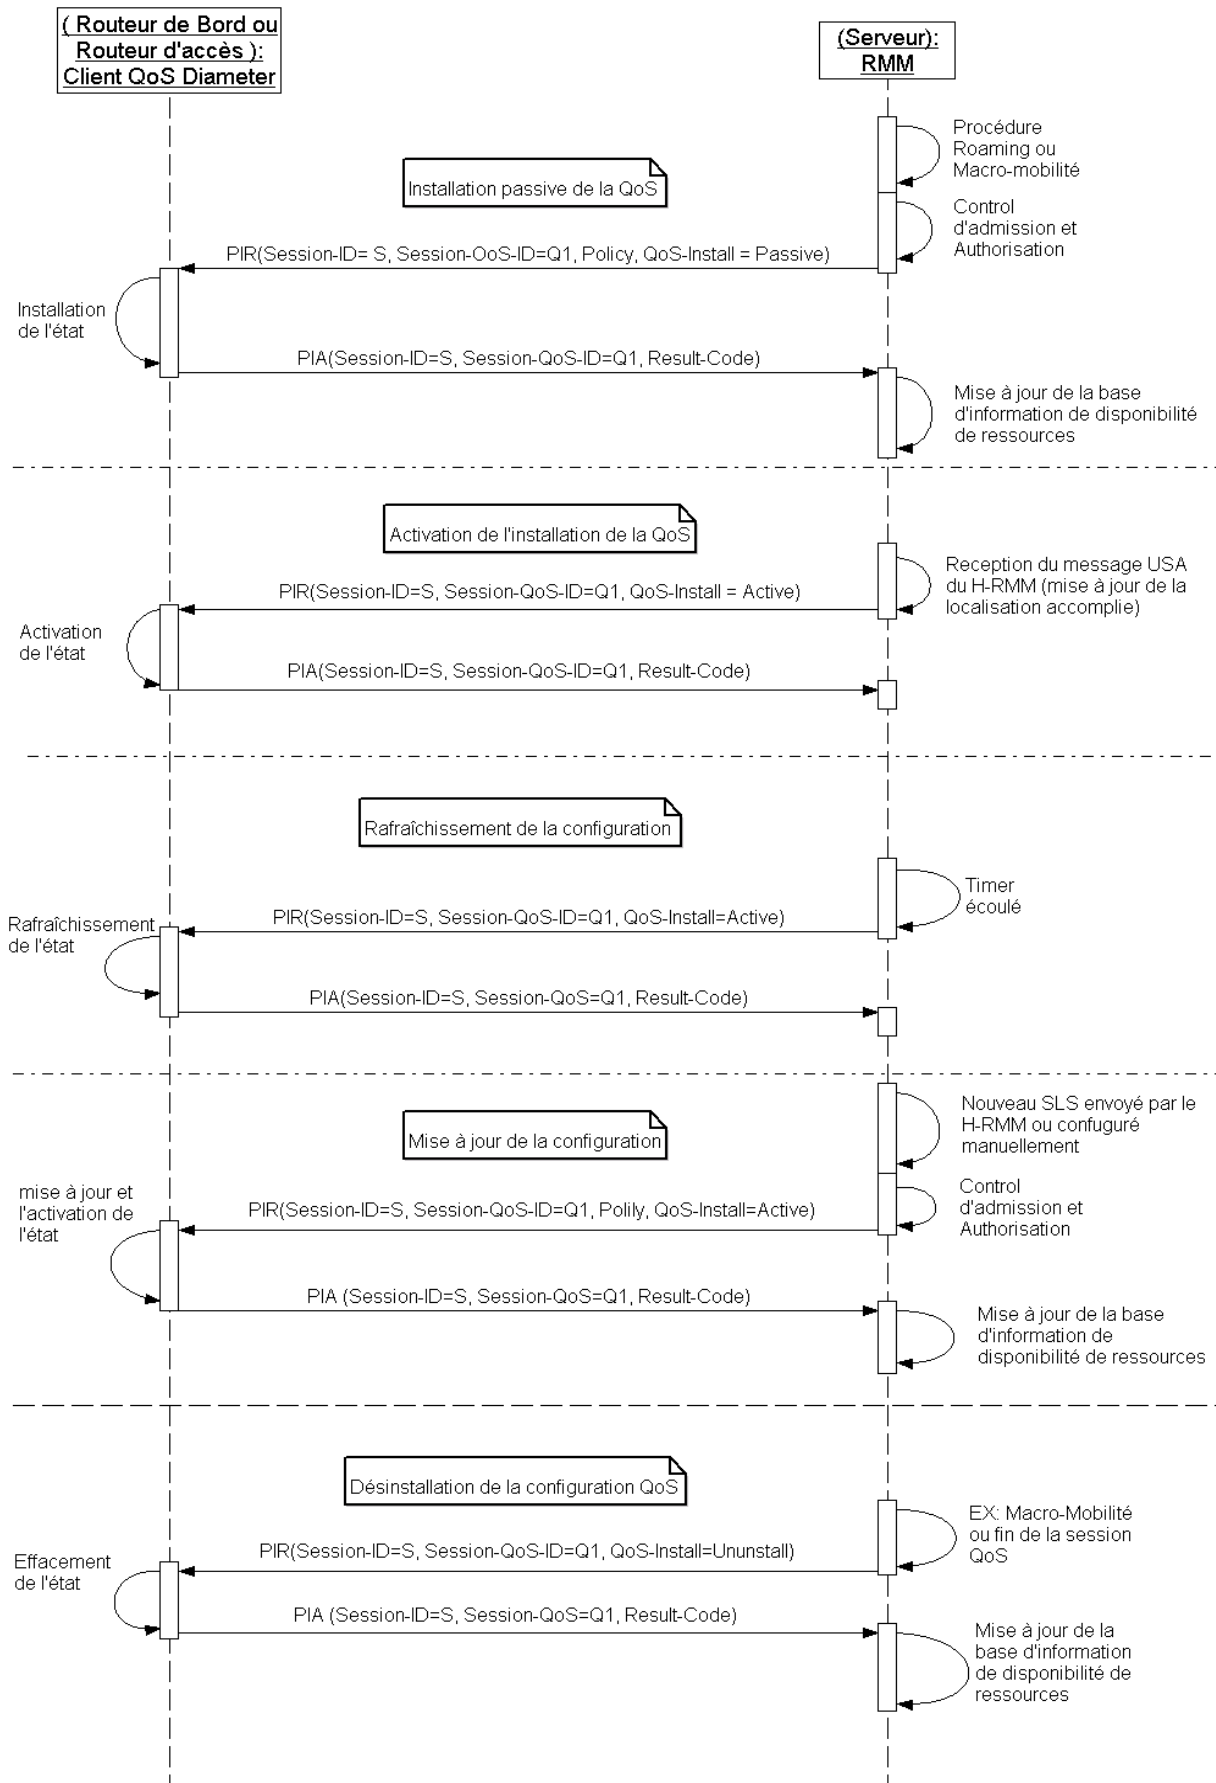 ( Routeur de Bord ou
Routeur d'accès ):
Client QoS Diameter
(Serveur):
RMM
Procédure
Roaming ou
Macro-mobilité
Installation passive de la QoS
Control
d'admission et
Authorisation
PIR(Session-ID= S, Session-OoS-ID=Q1, Policy, QoS-Install = Passive)
Installation
de l'état
PIA(Session-ID=S, Session-QoS-ID=Q1, Result-Code)
Mise à jour de la base
d'information de disponibilité
de ressources
Activation de l'installation de la QoS
Reception du message USA
du H-RMM (mise à jour de la
localisation accomplie)
PIR(Session-ID=S, Session-QoS-ID=Q1, QoS-Install = Active)
Activation
de l'état
PIA(Session-ID=S, Session-QoS-ID=Q1, Result-Code)
Rafraîchissement de la configuration
Timer
écoulé
PIR(Session-ID=S, Session-QoS-ID=Q1, QoS-Install=Active)
Rafraîchissement
de l'état
PIA(Session-ID=S, Session-QoS=Q1, Result-Code)
Nouveau SLS envoyé par le
H-RMM ou confuguré
manuellement
Mise à jour de la configuration
Control
d'admission et
Authorisation
mise à jour et
l'activation de
l'état
PIR(Session-ID=S, Session-QoS-ID=Q1, Polily, QoS-Install=Active)
PIA (Session-ID=S, Session-QoS=Q1, Result-Code)
Mise à jour de la base
d'information de
disponibilité de ressources
Désinstallation de la configuration QoS
EX: Macro-Mobilité
ou fin de la session
QoS
PIR(Session-ID=S, Session-QoS-ID=Q1, QoS-Install=Ununstall)
Effacement
de l'état
PIA (Session-ID=S, Session-QoS=Q1, Result-Code)
Mise à jour de la
base d'information
de disponibilité de
ressources